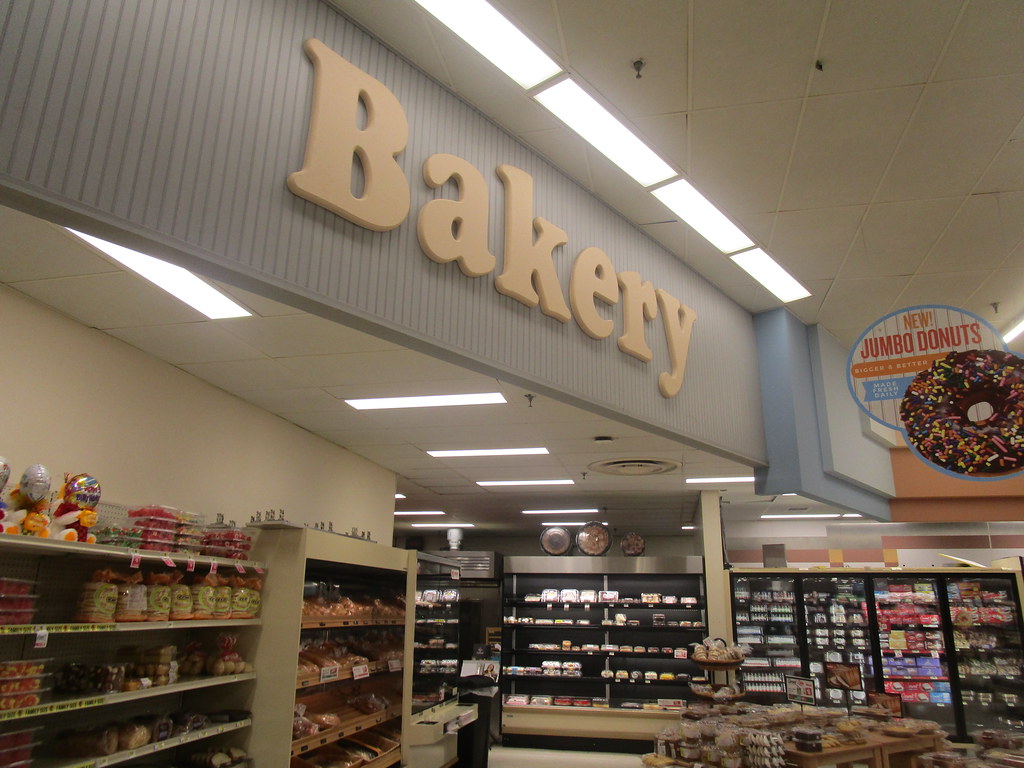 Bakery
NEW!
JUMBO DONUTS
BIGGER & BETTER
MADE
FRESH
DAILY